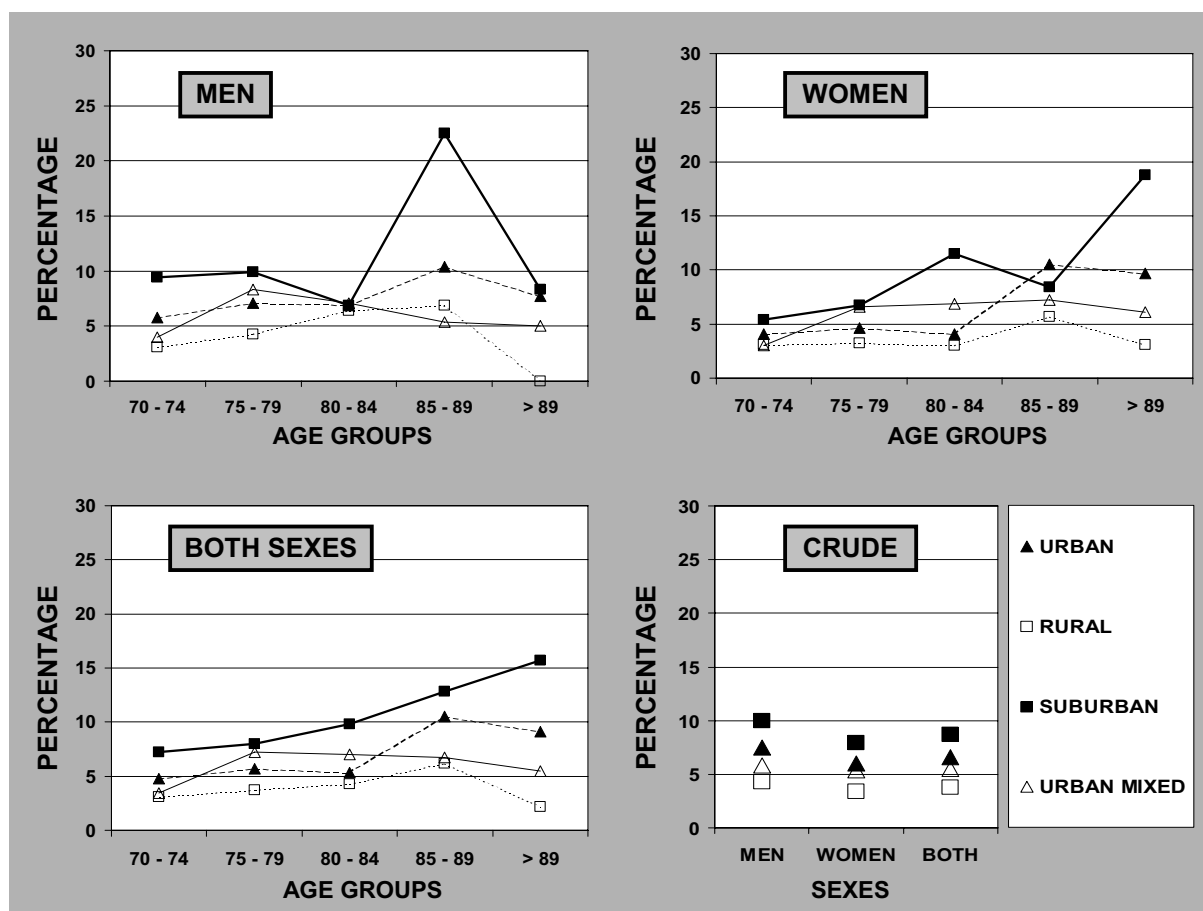 MEN
PERCENTAGE
30
25
20
15
10
5
0
70 - 74 75 - 79 80 - 84 85 - 89 > 89
AGE GROUPS
WOMEN
PERCENTAGE
30
25
20
15
10
5
0
70 - 74 75 - 79 80 - 84 85 - 89 > 89
AGE GROUPS
BOTH SEXES
PERCENTAGE
30
25
20
15
10
5
0
70 - 74 75 - 79 80 - 84 85 - 89 > 89
AGE GROUPS
CRUDE
PERCENTAGE
30
25
20
15
10
5
0
MEN WOMEN BOTH
SEXES
URBAN
RURAL
SUBURBAN
URBAN MIXED